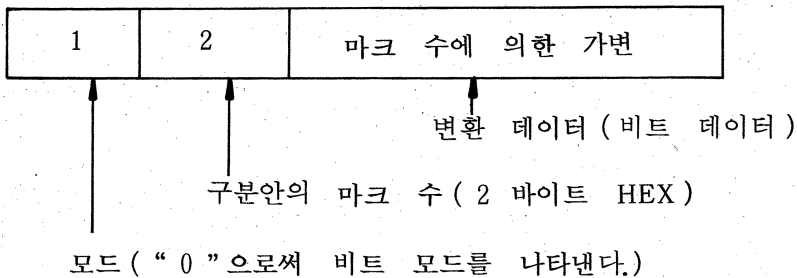 1 2 마크 수에 의한 가변
변환 데이터 ( 비트 데이터 )
구분안의 마크 수 ( 2 바이트 HEX )
모드 ( “ 0 ”으로써 비트 모드를 나타낸다.)